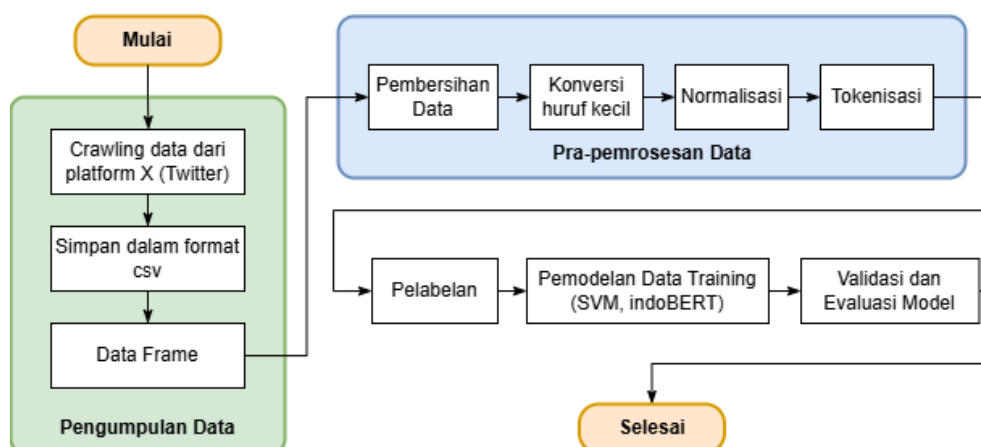 Mulai
Crawling data dari
platform X (Twitter)
Simpan dalam format
csv
Data Frame
Pengumpulan Data
Pembersihan
Data
Konversi
huruf kecil
Normalisasi
Tokenisasi
Pra-pemrosesan Data
Pelabelan
Pemodelan Data Training
(SVM, indoBERT)
Validasi dan
Evaluasi Model
Selesai